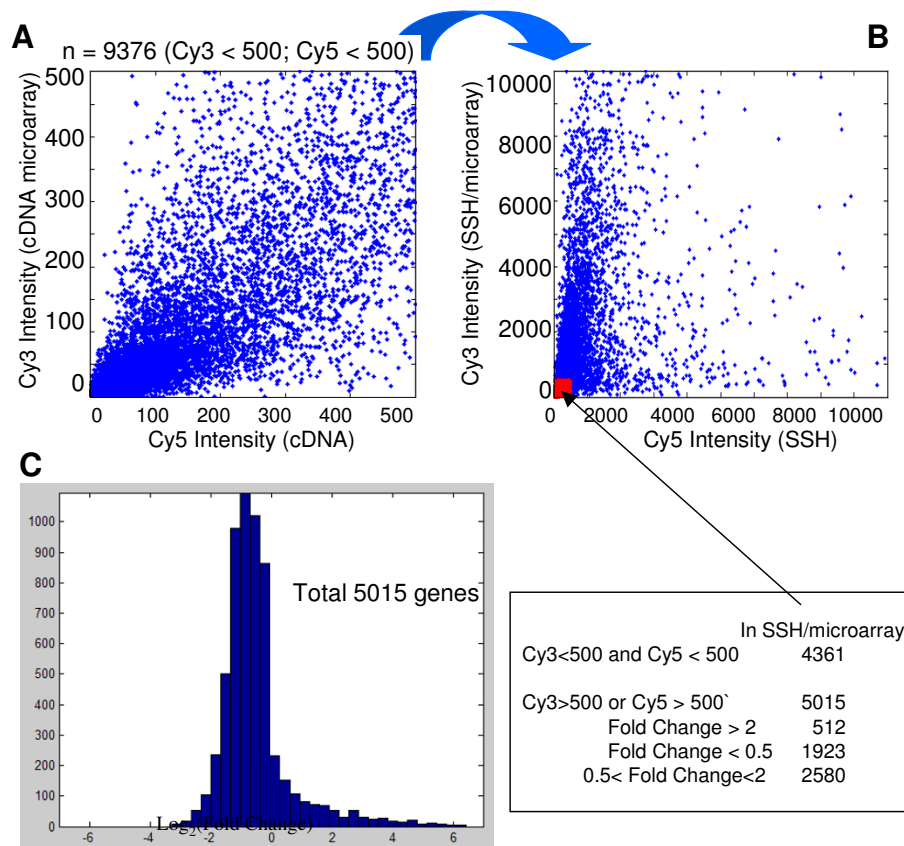 A
n = 9376 (Cy3 < 500; Cy5 < 500)
Cy3 Intensity (cDNA microarray)
500
400
300
200
100
0
0 100 200 300 400 500
Cy5 Intensity (cDNA)
B
Cy3 Intensity (SSH/microarray)
10000
8000
6000
4000
2000
0
0 2000 4000 6000 8000 10000
Cy5 Intensity (SSH)
C
1000
900
800
700
600
500
400
300
200
100
0
Total 5015 genes
Log2(Fold Change)
-6 -4 -2 0 2 4 6
In SSH/microarray
Cy3<500 and Cy5 < 500 4361
Cy3>500 or Cy5 > 500` 5015
Fold Change > 2 512
Fold Change < 0.5 1923
0.5< Fold Change<2 2580